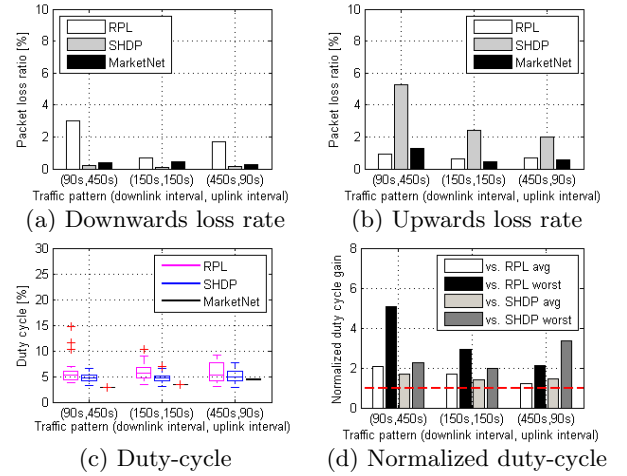 Packet loss ratio [%]
10
8
6
4
2
0
RPL
SHDP
MarketNet
(90s,450s) (150s,150s) (450s,90s)
Traffic pattern (downlink interval, uplink interval)
(a) Downwards loss rate
Packet loss ratio [%]
10
8
6
4
2
0
RPL
SHDP
MarketNet
(90s,450s) (150s,150s) (450s,90s)
Traffic pattern (downlink interval, uplink interval)
(b) Upwards loss rate
Duty cycle [%]
30
25
20
15
10
5
0
RPL
SHDP
MarketNet
(90s,450s) (150s,150s) (450s,90s)
Traffic pattern (downlink interval, uplink interval)
(c) Duty-cycle
Normalized duty cycle gain
6
4
2
0
vs. RPL avg
vs. RPL worst
vs. SHDP avg
vs. SHDP worst
(90s,450s) (150s,150s) (450s,90s)
Traffic pattern (downlink interval, uplink interval)
(d) Normalized duty-cycle